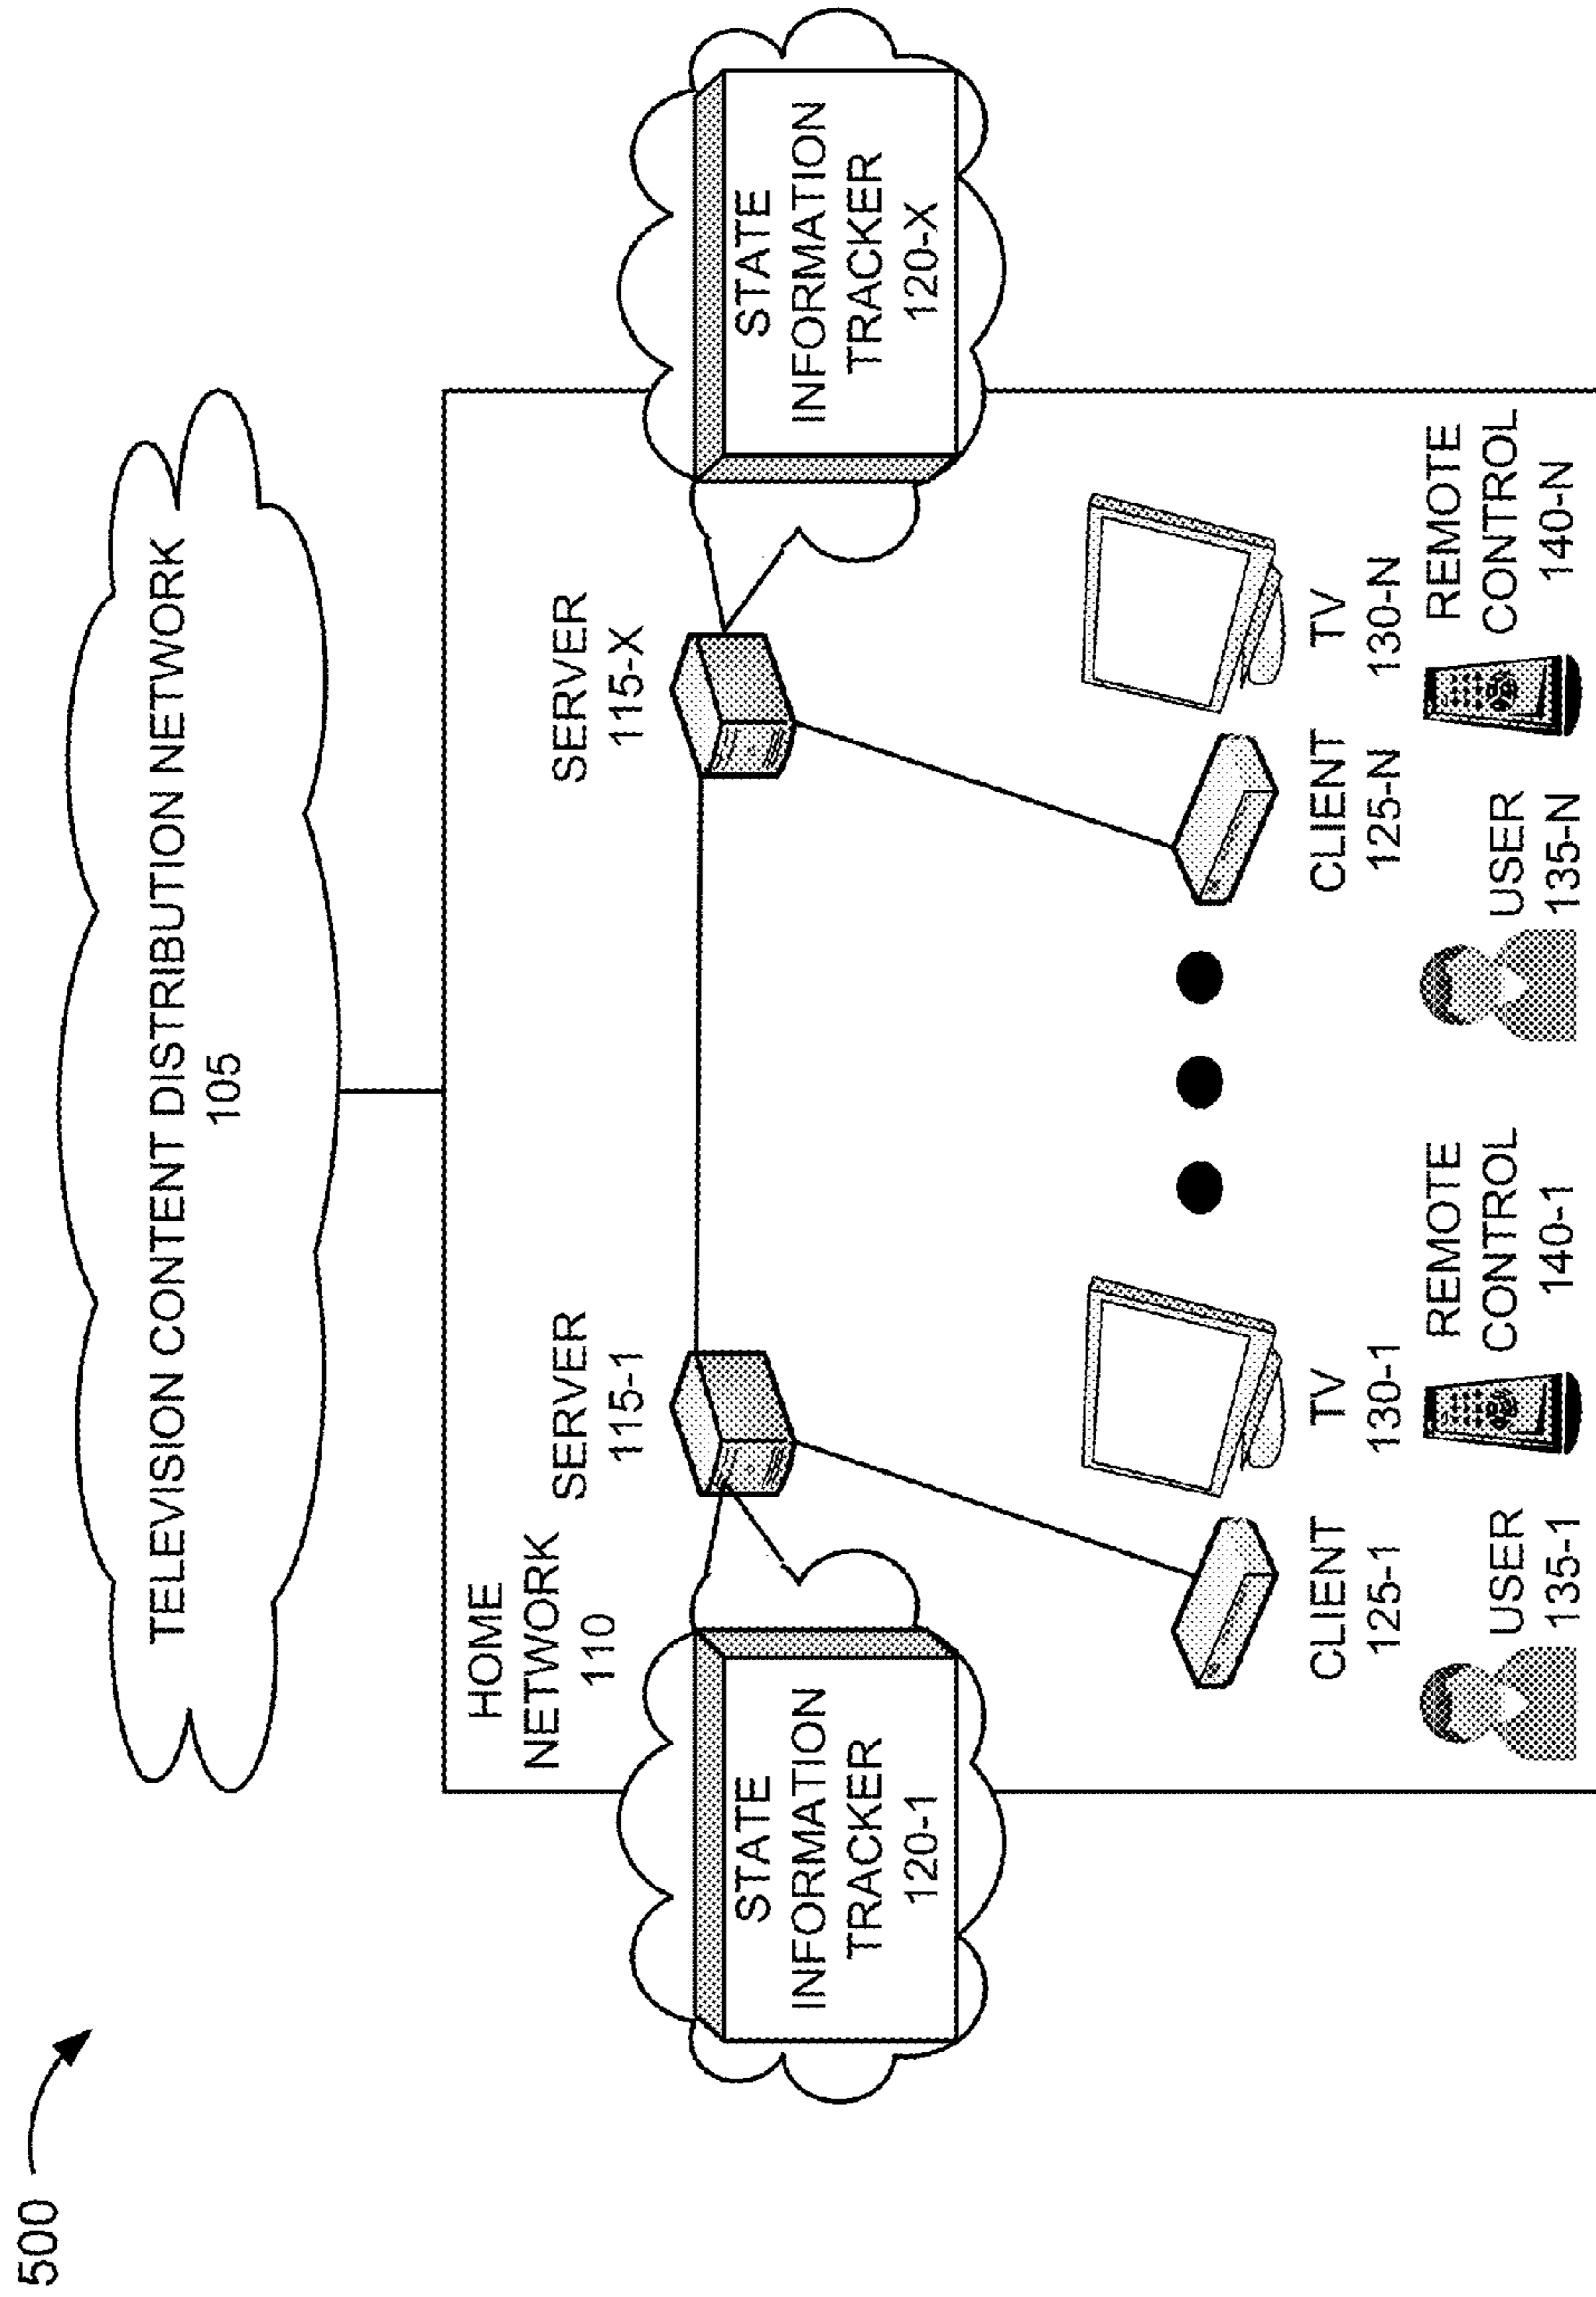 500
TELEVISION CONTENT DISTRIBUTION NETWORK
105
HOME
NETWORK
110
SERVER
115-1
SERVER
115-X
STATE
INFORMATION
TRACKER
120-1
STATE
INFORMATION
TRACKER
120-X
CLIENT
125-1
TV
130-1
CLIENT
125-N
TV
130-N
USER
135-1
REMOTE
CONTROL
140-1
USER
135-N
REMOTE
CONTROL
140-N